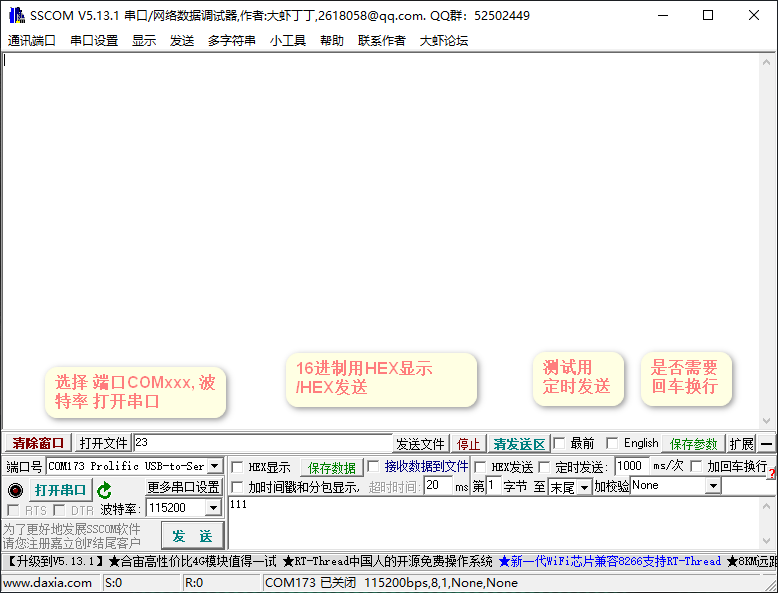 SSCOM V5.13.1 串口/网络数据调试器,作者:大虾丁丁,2618058@qq.com. QQ群: 52502449
通讯端口 串口设置 显示 发送 多字符串 小工具 帮助 联系作者 大虾论坛
选择 端口COMxxx, 波
特率 打开串口
16进制用HEX显示
/HEX发送
测试用
定时发送
是否需要
回车换行
清除窗口 打开文件 23 发送文件 停止 清发送区 最前 English 保存参数 扩展 —
端口号 COM173 Prolific USB-to-Ser HEX显示 保存数据 接收数据到文件 HEX发送 定时发送: 1000 ms/次 加回车换行 ?
打开串口 更多串口设置 加时间戳和分包显示, 超时时间: 20 ms 第 1 字节 至 末尾 加校验 None
RTS DTR 波特率: 115200 111
为了更好地发展SSCOM软件
请您注册嘉立创F结尾客户
发 送
【升级到V5.13.1】★合宙高性价比4G模块值得一试 ★RT-Thread中国人的开源免费操作系统 ★新一代WiFi芯片兼容8266支持RT-Thread ★8KM远距
www.daxia.com S:0 R:0 COM173 已关闭 115200bps,8,1,None,None